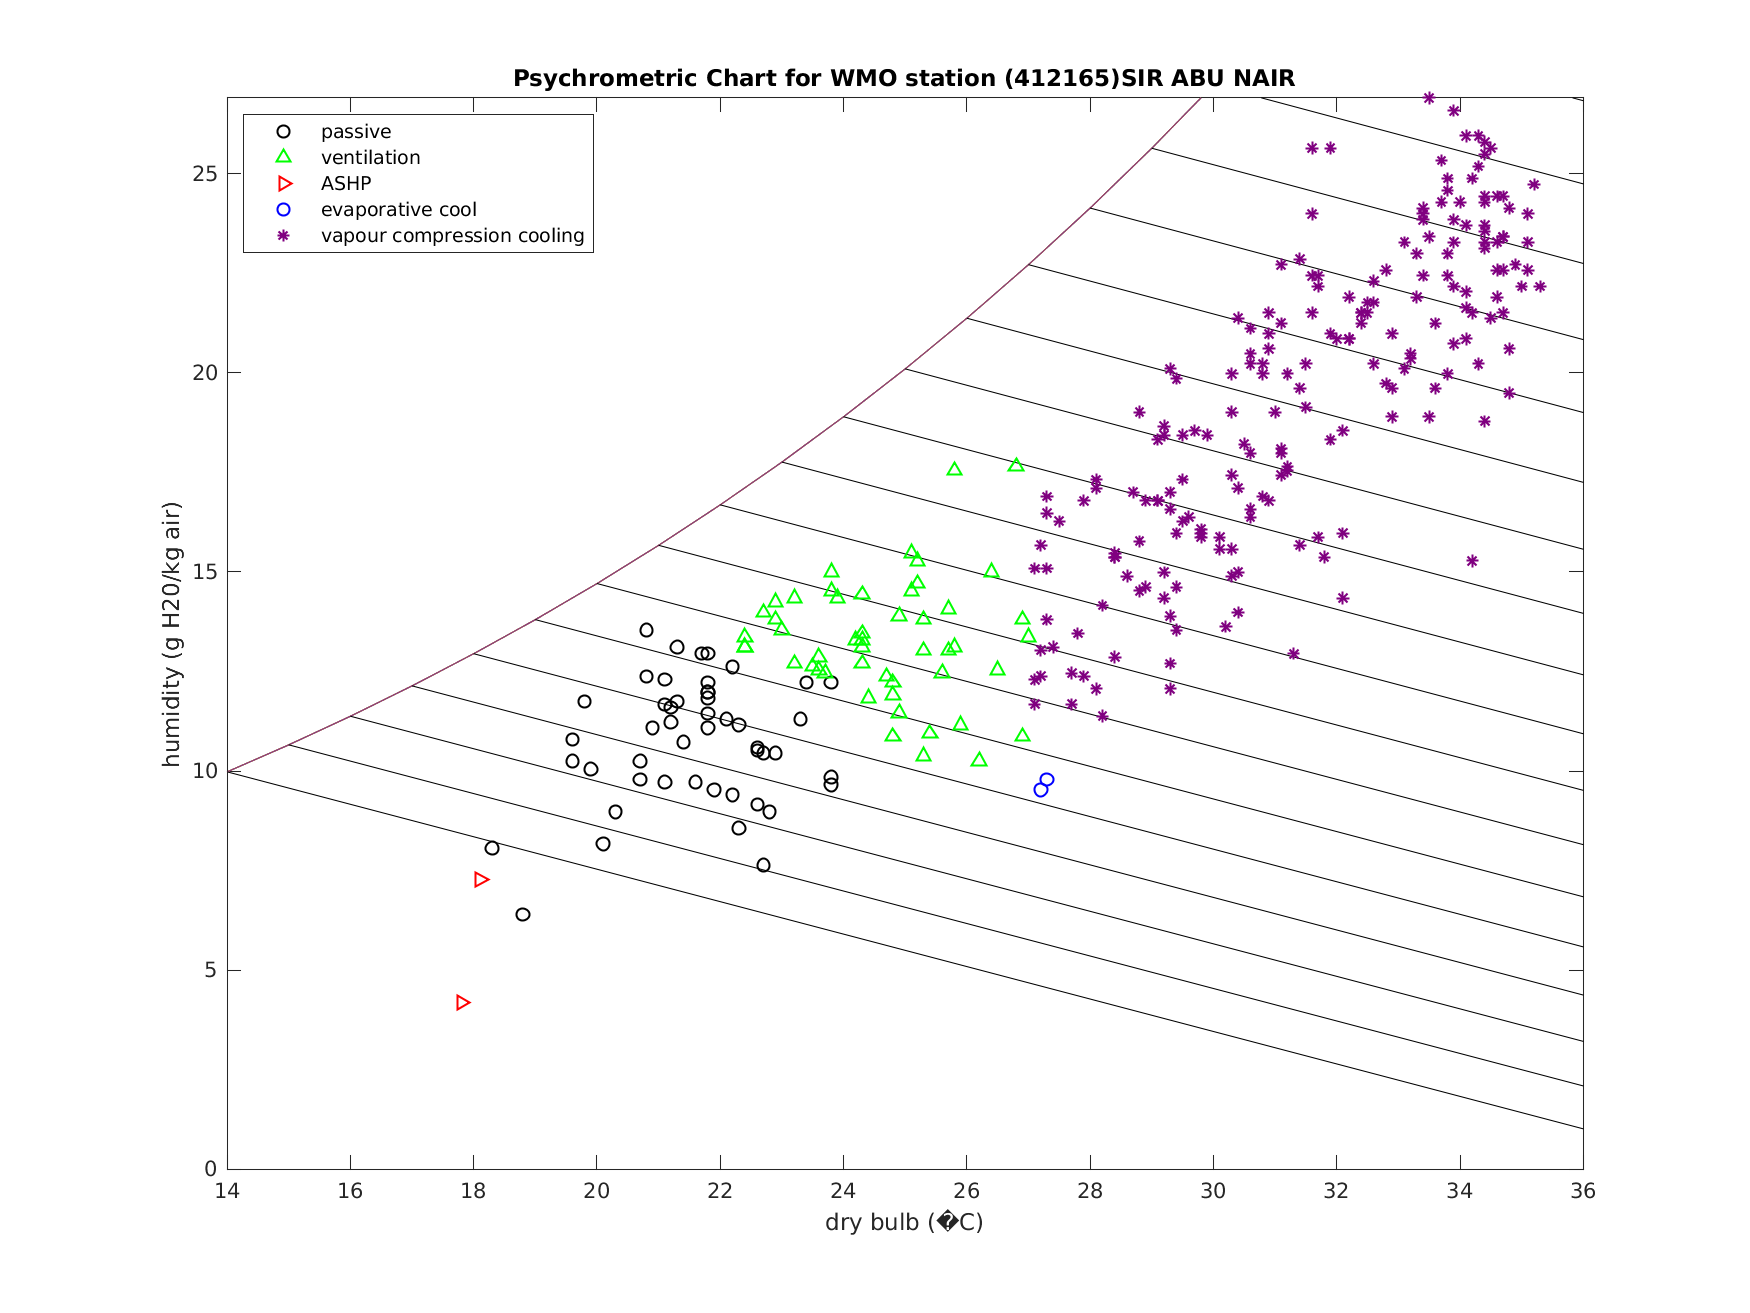 Psychrometric Chart for WMO station (412165)SIR ABU NAIR
passive
ventilation
ASHP
evaporative cool
vapour compression cooling
humidity (g H20/kg air)
25
20
15
10
5
0
14 16 18 20 22 24 26 28 30 32 34 36
dry bulb (�C)